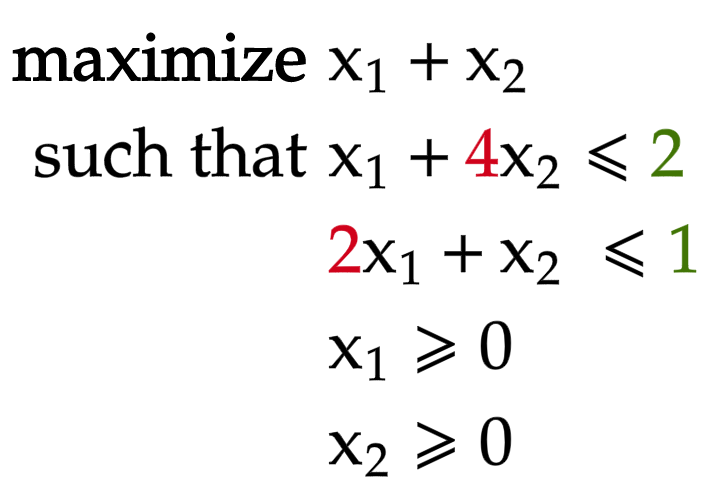 maximize x₁ + x₂
such that x₁ + 4x₂ ⩽ 2
2x₁ + x₂ ⩽ 1
x₁ ⩾ 0
x₂ ⩾ 0